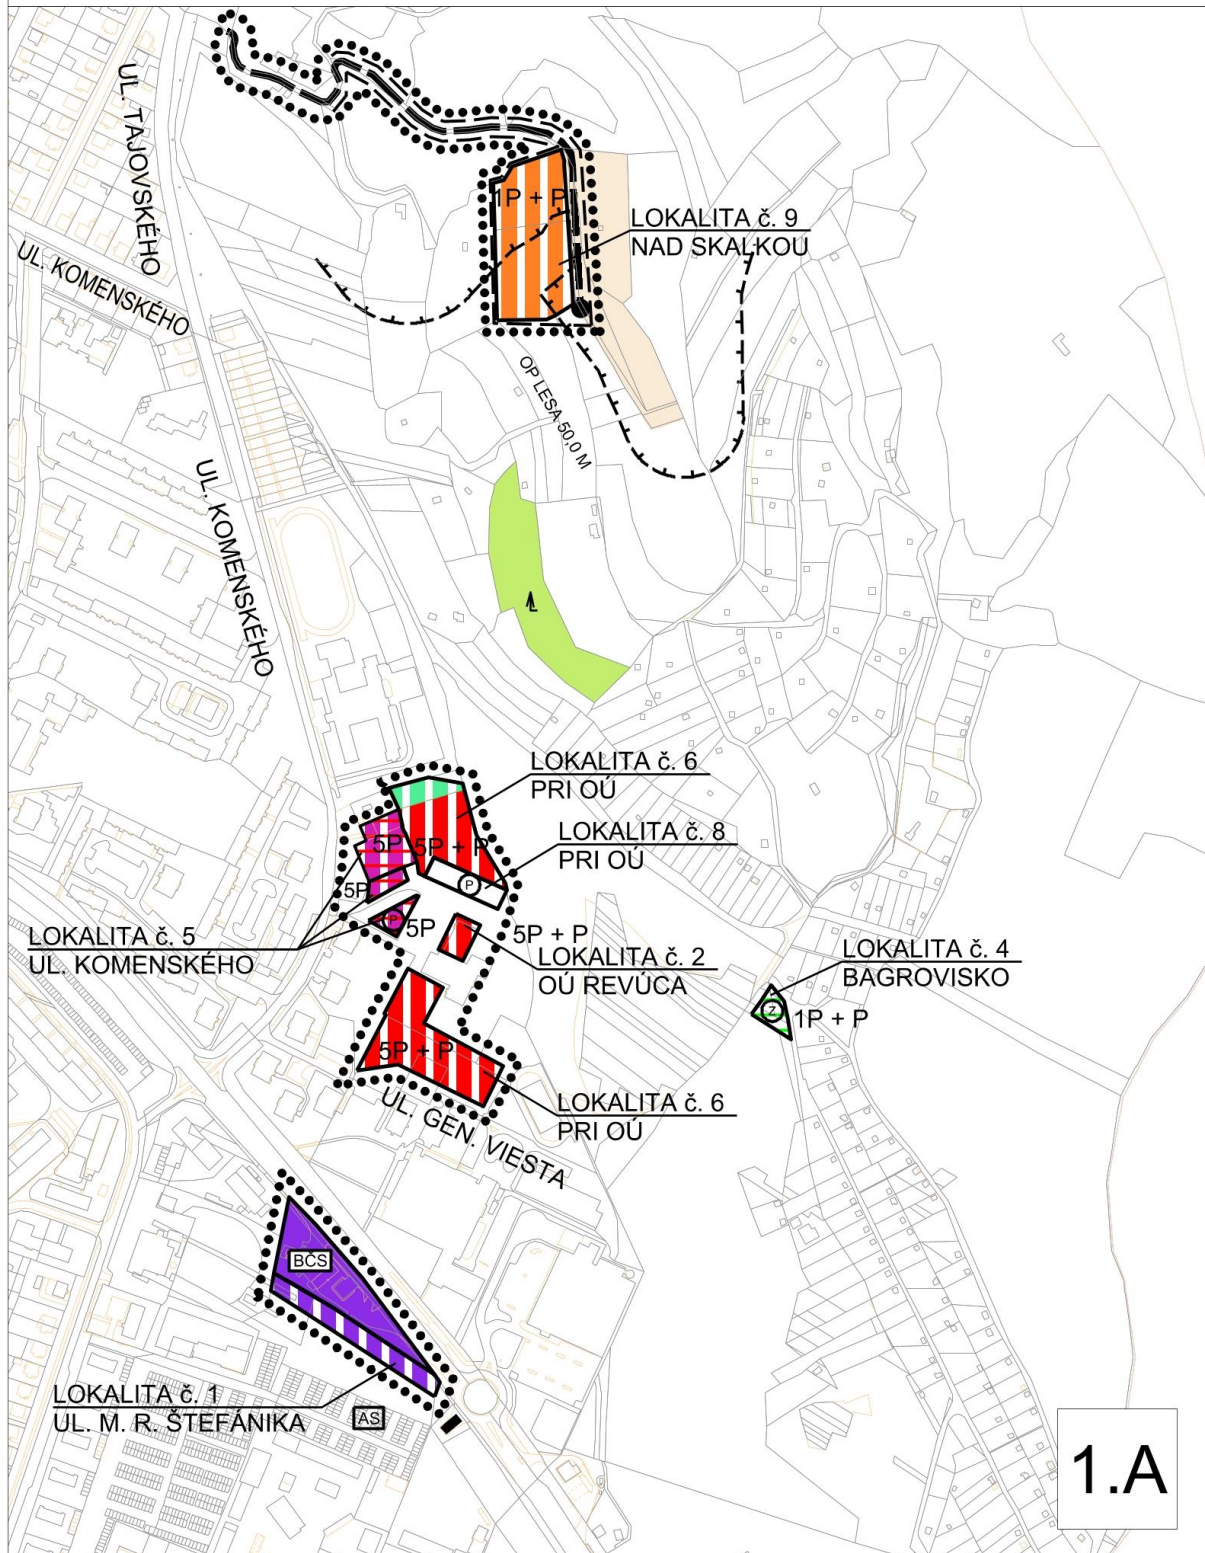 UL. TAJOVSKÉHO
UL. KOMENSKÉHO
1P + P
LOKALITA č. 9
NAD SKALKOU
OP LESA 50,0 M
UL. KOMENSKÉHO
LOKALITA č. 6
PRI OÚ
LOKALITA č. 8
PRI OÚ
5P
5P + P
P
5P
P
5P
5P + P
LOKALITA č. 5
UL. KOMENSKÉHO
LOKALITA č. 2
OÚ REVÚCA
LOKALITA č. 4
BAGROVISKO
Z
1P + P
5P + P
LOKALITA č. 6
PRI OÚ
UL. GEN. VIESTA
BČS
LOKALITA č. 1
UL. M. R. ŠTEFÁNIKA
AS
1.A